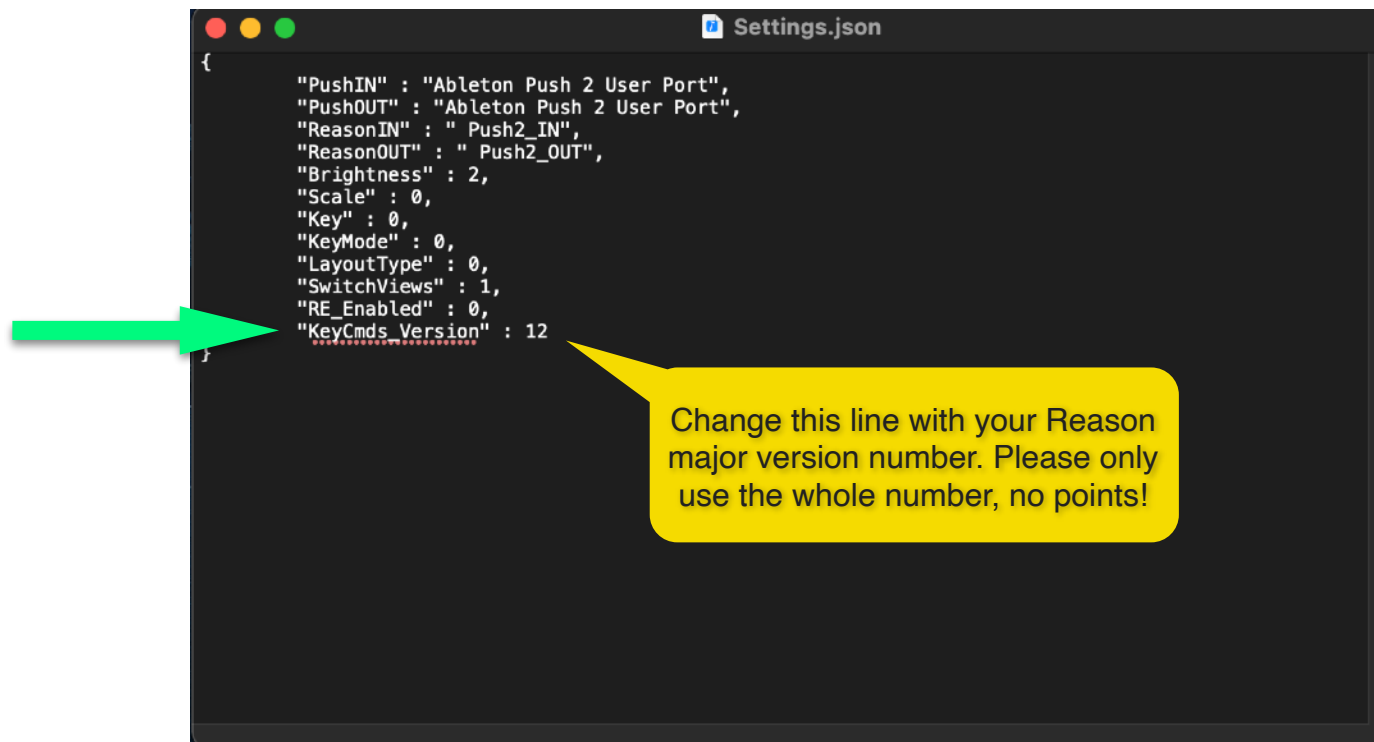 Settings.json
{
"PushIN" : "Ableton Push 2 User Port",
"PushOUT" : "Ableton Push 2 User Port",
"ReasonIN" : " Push2_IN",
"ReasonOUT" : " Push2_OUT",
"Brightness" : 2,
"Scale" : 0,
"Key" : 0,
"KeyMode" : 0,
"LayoutType" : 0,
"SwitchViews" : 1,
"RE_Enabled" : 0,
"KeyCmds_Version" : 12
}
Change this line with your Reason
major version number. Please only
use the whole number, no points!